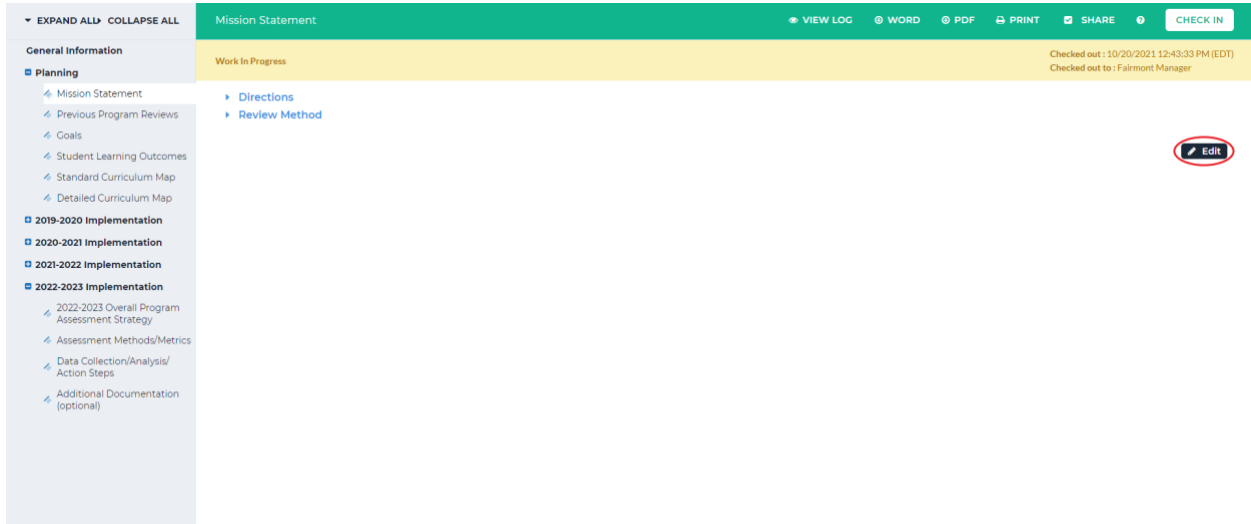 EXPAND ALL COLLAPSE ALL
Mission Statement
VIEW LOG WORD PDF PRINT SHARE ? CHECK IN
General Information
Planning
Mission Statement
Previous Program Reviews
Goals
Student Learning Outcomes
Standard Curriculum Map
Detailed Curriculum Map
2019-2020 Implementation
2020-2021 Implementation
2021-2022 Implementation
2022-2023 Implementation
2022-2023 Overall Program
Assessment Strategy
Assessment Methods/Metrics
Data Collection/Analysis/
Action Steps
Additional Documentation
(optional)
Work In Progress
Checked out : 10/20/2021 12:43:33 PM (EDT)
Checked out to : Fairmont Manager
Directions
Review Method
Edit